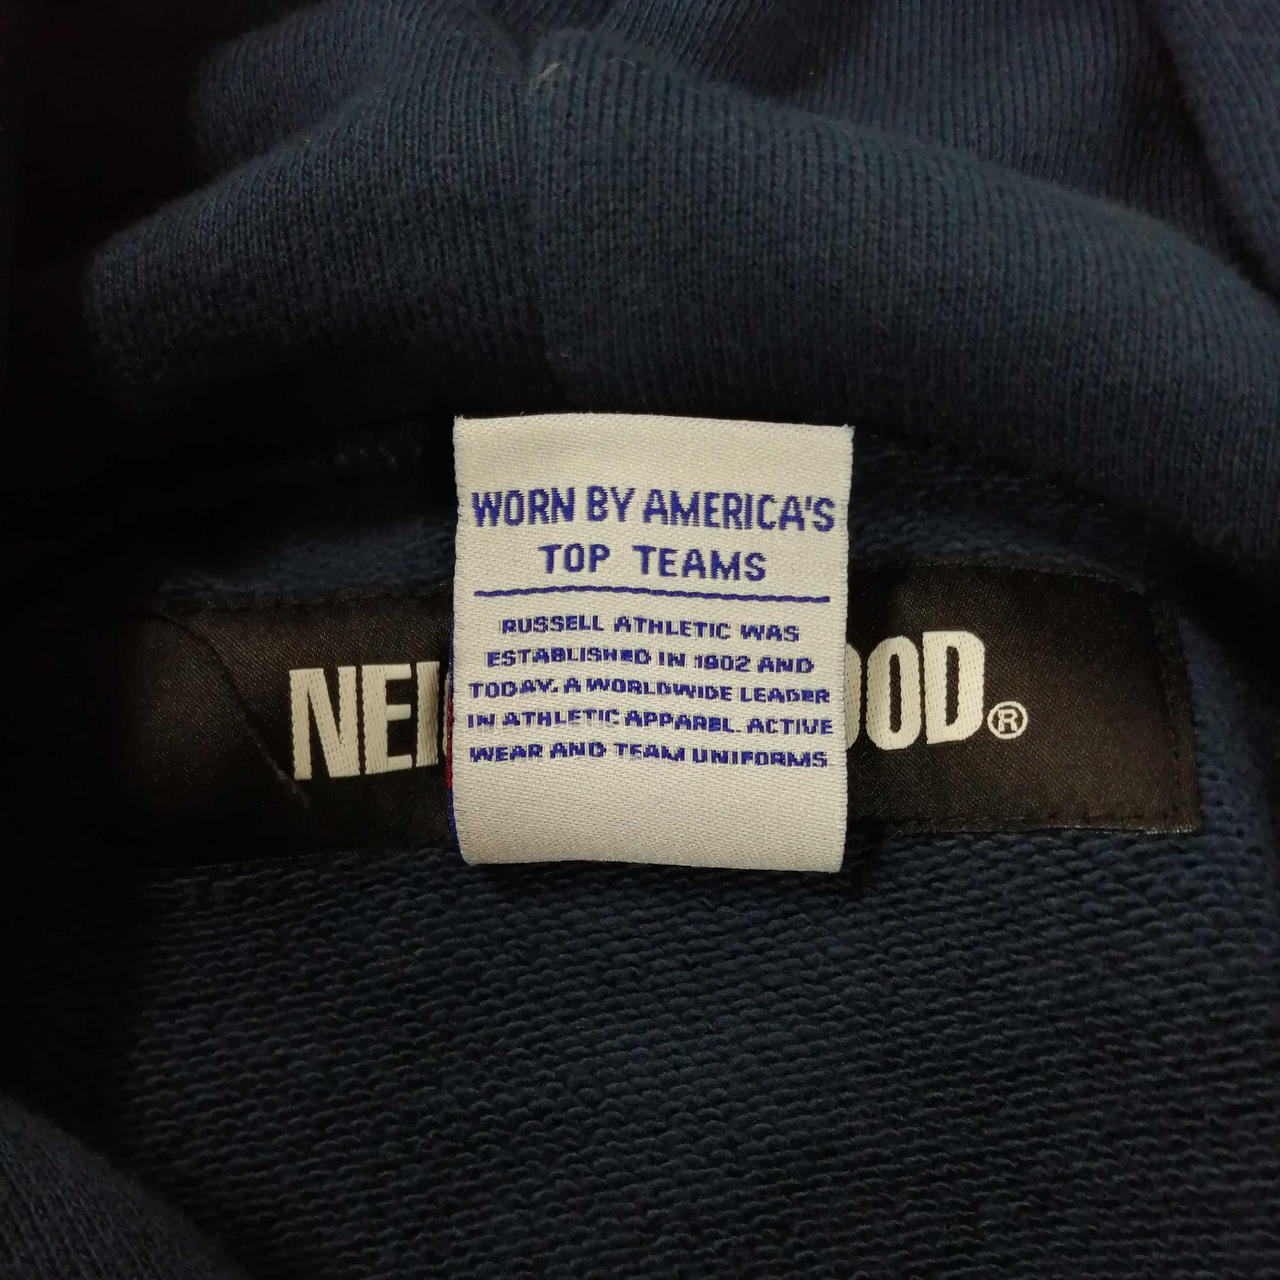 WORN BY AMERICA'S
TOP TEAMS
RUSSELL ATHLETIC WAS
ESTABLISHED IN 1902 AND
TODAY. A WORLDWIDE LEADER
IN ATHLETIC APPAREL. ACTIVE
WEAR AND TEAM UNIFORMS
NEI OOD®